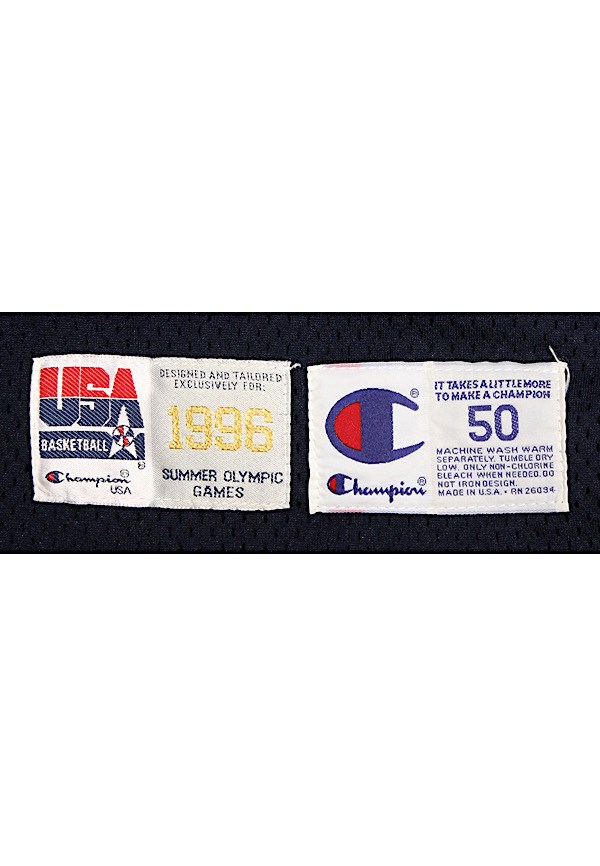 USA
BASKETBALL
®
Champion®
USA
DESIGNED AND TAILORED
EXCLUSIVELY FOR:
1996
SUMMER OLYMPIC
GAMES
®
Champion®
IT TAKES A LITTLE MORE
TO MAKE A CHAMPION
50
MACHINE WASH WARM
SEPARATELY. TUMBLE DRY
LOW. ONLY NON-CHLORINE
BLEACH WHEN NEEDED. DO
NOT IRON DESIGN.
MADE IN U.S.A. • RN 26094